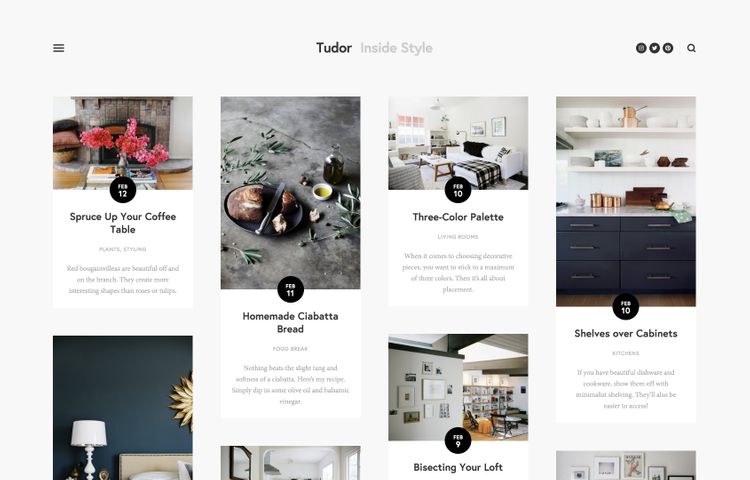 Tudor Inside Style
FEB
12
Spruce Up Your Coffee
Table
PLANTS, STYLING
Red bougainvilleas are beautiful off and
on the branch. They create more
interesting shapes than roses or tulips.
FEB
11
Homemade Ciabatta
Bread
FOOD BREAK
Nothing beats the slight tang and
softness of a ciabatta. Here's my recipe.
Simply dip in some olive oil and balsamic
vinegar.
FEB
10
Three-Color Palette
LIVING ROOMS
When it comes to choosing decorative
pieces, you want to stick to a maximum
of three colors. Then it's all about
placement.
FEB
9
Bisecting Your Loft
FEB
10
Shelves over Cabinets
KITCHENS
If you have beautiful dishware and
cookware, show them off with
minimalist shelving. They'll also be
easier to access!